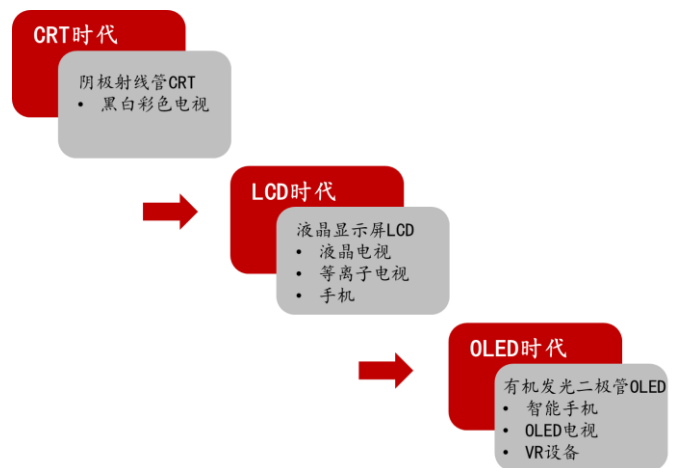 CRT时代
阴极射线管CRT
• 黑白彩色电视
LCD时代
液晶显示屏LCD
• 液晶电视
• 等离子电视
• 手机
OLED时代
有机发光二极管OLED
• 智能手机
• OLED电视
• VR设备